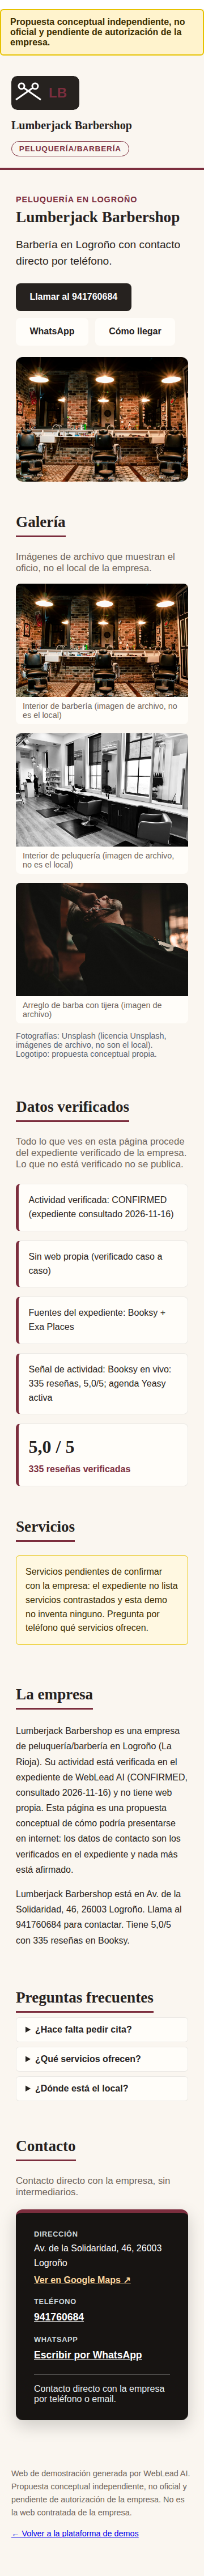 Propuesta conceptual independiente, no
oficial y pendiente de autorización de la
empresa.
LB
Lumberjack Barbershop
PELUQUERÍA/BARBERÍA
PELUQUERÍA EN LOGROÑO
Lumberjack Barbershop
Barbería en Logroño con contacto
directo por teléfono.
Llamar al 941760684
WhatsApp
Cómo llegar
Galería
Imágenes de archivo que muestran el
oficio, no el local de la empresa.
Interior de barbería (imagen de archivo, no
es el local)
Interior de peluquería (imagen de archivo,
no es el local)
Arreglo de barba con tijera (imagen de
archivo)
Fotografías: Unsplash (licencia Unsplash,
imágenes de archivo, no son el local).
Logotipo: propuesta conceptual propia.
Datos verificados
Todo lo que ves en esta página procede
del expediente verificado de la empresa.
Lo que no está verificado no se publica.
Actividad verificada: CONFIRMED
(expediente consultado 2026-11-16)
Sin web propia (verificado caso a
caso)
Fuentes del expediente: Booksy +
Exa Places
Señal de actividad: Booksy en vivo:
335 reseñas, 5,0/5; agenda Yeasy
activa
5,0 / 5
335 reseñas verificadas
Servicios
Servicios pendientes de confirmar
con la empresa: el expediente no lista
servicios contrastados y esta demo
no inventa ninguno. Pregunta por
teléfono qué servicios ofrecen.
La empresa
Lumberjack Barbershop es una empresa
de peluquería/barbería en Logroño (La
Rioja). Su actividad está verificada en el
expediente de WebLead AI (CONFIRMED,
consultado 2026-11-16) y no tiene web
propia. Esta página es una propuesta
conceptual de cómo podría presentarse
en internet: los datos de contacto son los
verificados en el expediente y nada más
está afirmado.
Lumberjack Barbershop está en Av. de la
Solidaridad, 46, 26003 Logroño. Llama al
941760684 para contactar. Tiene 5,0/5
con 335 reseñas en Booksy.
Preguntas frecuentes
▶ ¿Hace falta pedir cita?
▶ ¿Qué servicios ofrecen?
▶ ¿Dónde está el local?
Contacto
Contacto directo con la empresa, sin
intermediarios.
DIRECCIÓN
Av. de la Solidaridad, 46, 26003
Logroño
Ver en Google Maps ↗
TELÉFONO
941760684
WHATSAPP
Escribir por WhatsApp
Contacto directo con la empresa
por teléfono o email.
Web de demostración generada por WebLead AI.
Propuesta conceptual independiente, no oficial y
pendiente de autorización de la empresa. No es
la web contratada de la empresa.
← Volver a la plataforma de demos